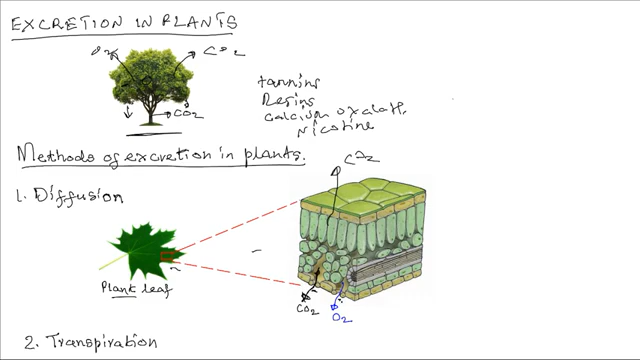 EXCRETION IN PLANTS
O2 CO2
CO2
tannins
Resins
Calcium oxalate
Nicotine
Methods of excretion in plants.
CO2
1. Diffusion
Plant leaf
CO2 O2
2. Transpiration